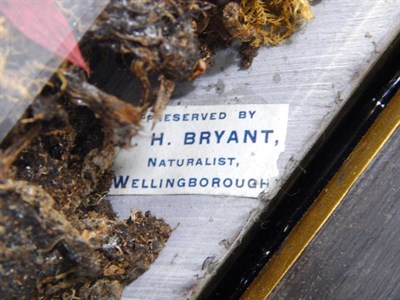 PRESERVED BY
H. BRYANT,
NATURALIST,
WELLINGBOROUGH